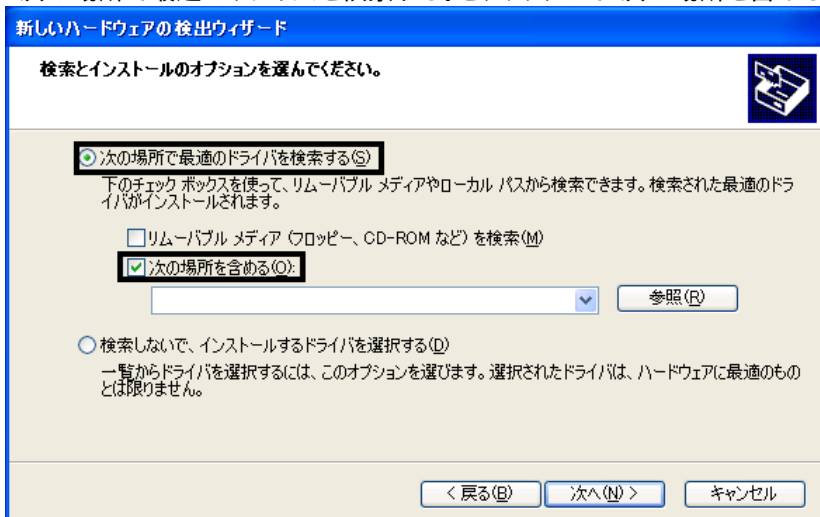 新しいハードウェアの検出ウィザード
検索とインストールのオプションを選んでください。
次の場所で最適のドライバを検索する(S)
下のチェック ボックスを使って、リムーバブル メディアやローカル パスから検索できます。検索された最適のドラ
イバがインストールされます。
リムーバブル メディア (フロッピー、CD-ROM など) を検索(M)
次の場所を含める(O):
参照(R)
検索しないで、インストールするドライバを選択する(D)
一覧からドライバを選択するには、このオプションを選びます。選択されたドライバは、ハードウェアに最適のもの
とは限りません。
< 戻る(B) 次へ(N) > キャンセル